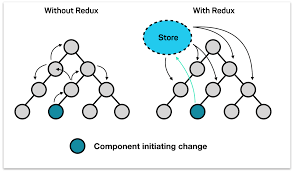 Without Redux
With Redux
Store
Component initiating change